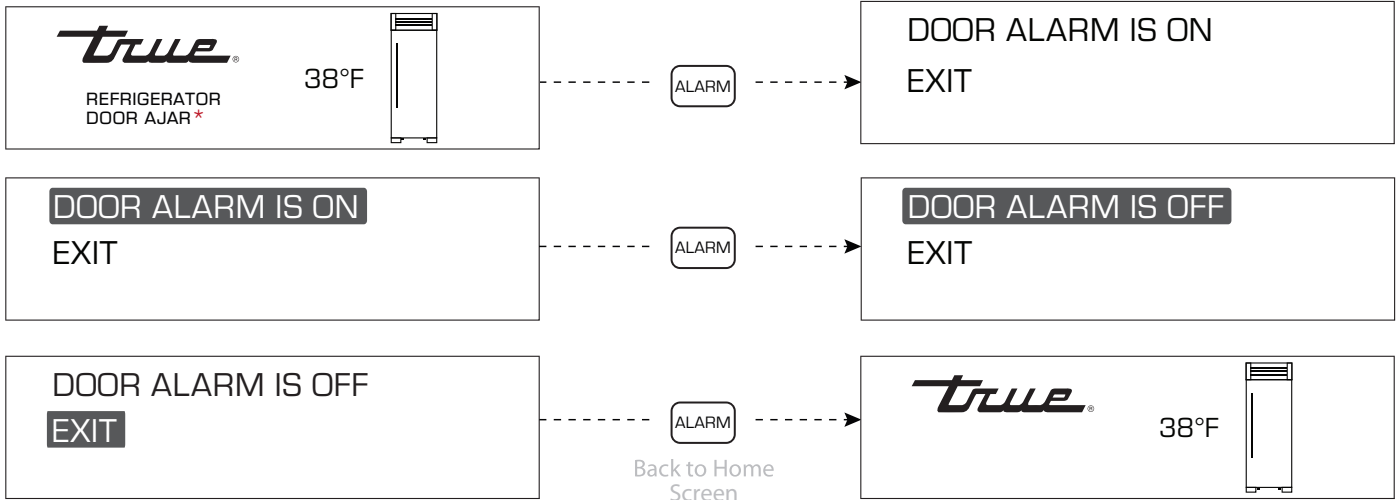 true®
38°F
REFRIGERATOR
DOOR AJAR*
ALARM
DOOR ALARM IS ON
EXIT
DOOR ALARM IS ON
EXIT
ALARM
DOOR ALARM IS OFF
EXIT
DOOR ALARM IS OFF
EXIT
ALARM
Back to Home
Screen
true®
38°F